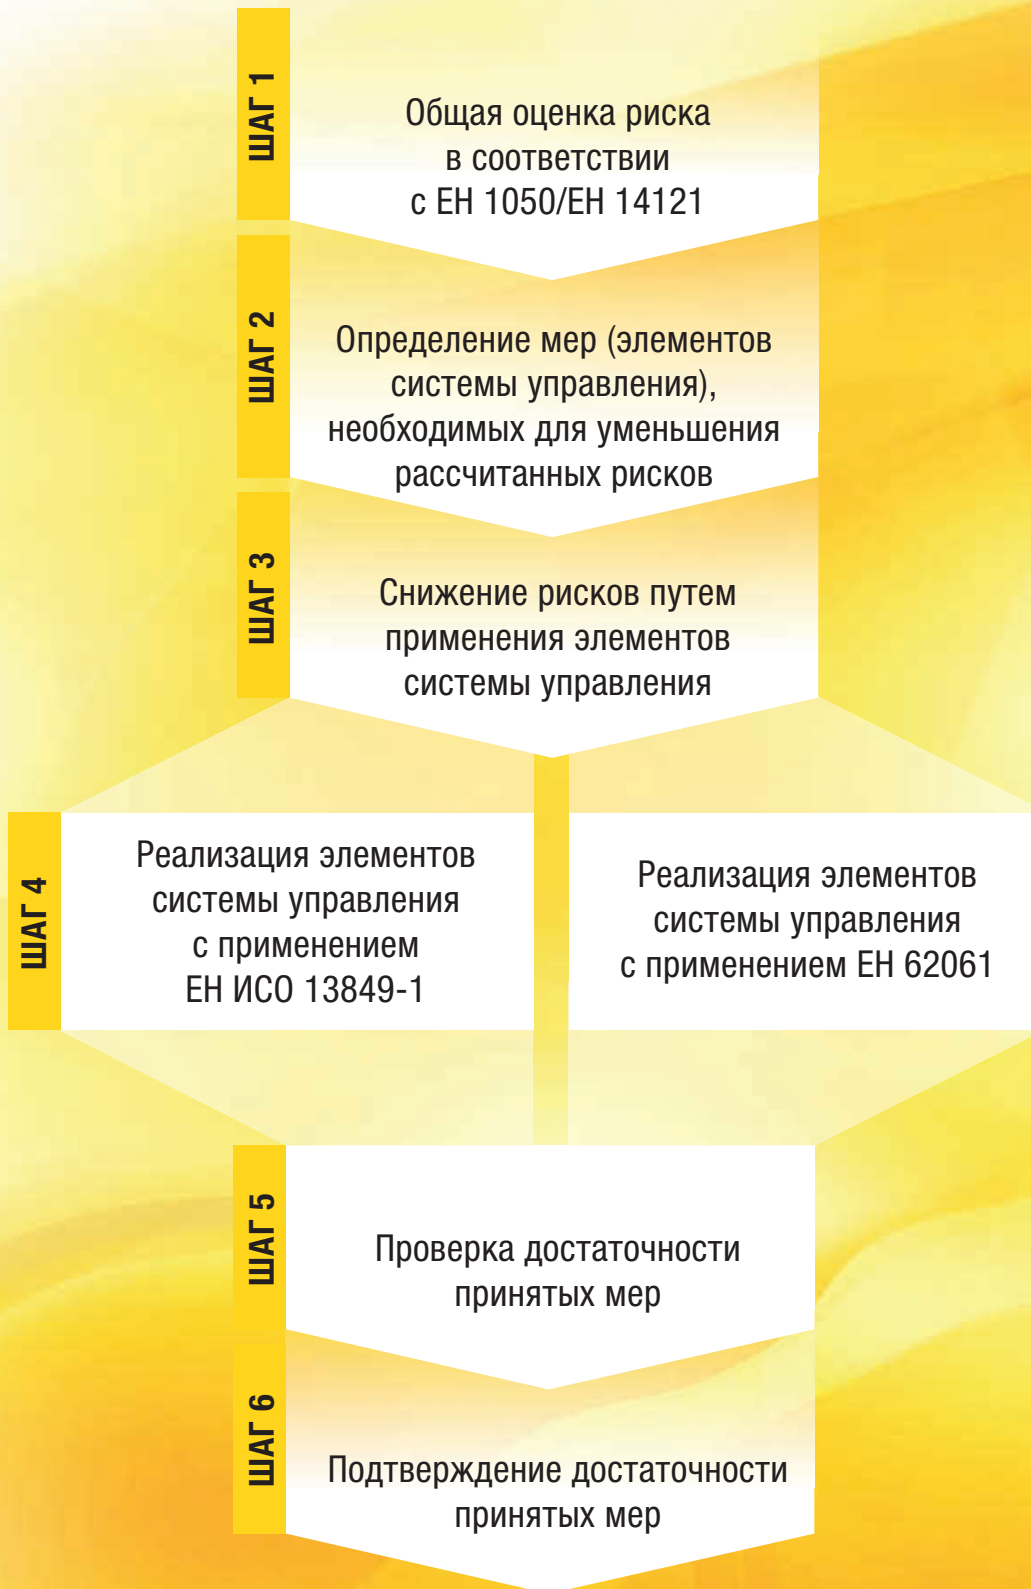 ШАГ 1
Общая оценка риска
в соответствии
с ЕН 1050/ЕН 14121
ШАГ 2
Определение мер (элементов
системы управления),
необходимых для уменьшения
рассчитанных рисков
ШАГ 3
Снижение рисков путем
применения элементов
системы управления
ШАГ 4
Реализация элементов
системы управления
с применением
ЕН ИСО 13849-1
Реализация элементов
системы управления
с применением ЕН 62061
ШАГ 5
Проверка достаточности
принятых мер
ШАГ 6
Подтверждение достаточности
принятых мер